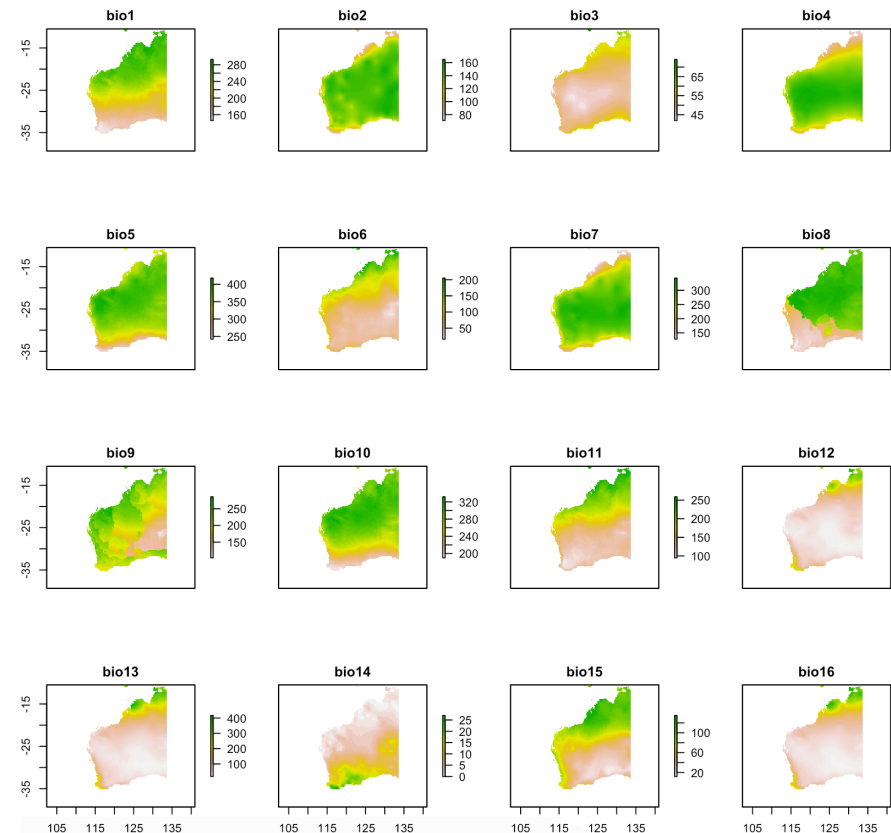 bio1 bio2 bio3 bio4
-15 -25 -35
280 240 200 160
160 140 120 100 80
65 55 45
bio5 bio6 bio7 bio8
-15 -25 -35
400 350 300 250
200 150 100 50
300 250 200 150
bio9 bio10 bio11 bio12
-15 -25 -35
250 200 150
320 280 240 200
250 200 150 100
bio13 bio14 bio15 bio16
-15 -25 -35
400 300 200 100
25 20 15 10 5 0
100 60 20
105 115 125 135 105 115 125 135 105 115 125 135 105 115 125 135